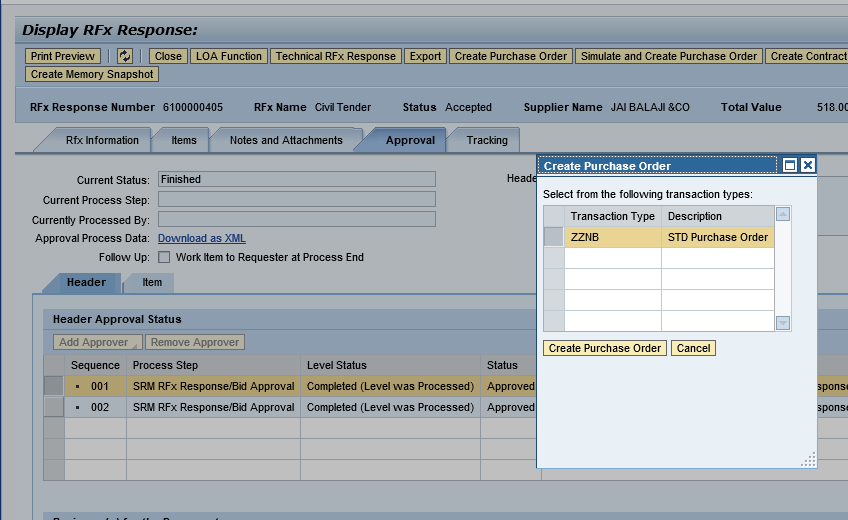 Display RFx Response:
Print Preview Close LOA Function Technical RFx Response Export Create Purchase Order Simulate and Create Purchase Order Create Contract
Create Memory Snapshot
RFx Response Number 6100000405 RFx Name Civil Tender Status Accepted Supplier Name JAI BALAJI &CO Total Value 518.00
Rfx Information Items Notes and Attachments Approval Tracking
Current Status: Finished
Current Process Step:
Currently Processed By:
Approval Process Data: Download as XML
Follow Up: Work Item to Requester at Process End
Heade
Create Purchase Order
Select from the following transaction types:
Transaction Type Description
ZZNB STD Purchase Order
Create Purchase Order Cancel
Header Item
Header Approval Status
Add Approver Remove Approver
Sequence Process Step Level Status Status
001 SRM RFx Response/Bid Approval Completed (Level was Processed) Approved sponse
002 SRM RFx Response/Bid Approval Completed (Level was Processed) Approved sponse